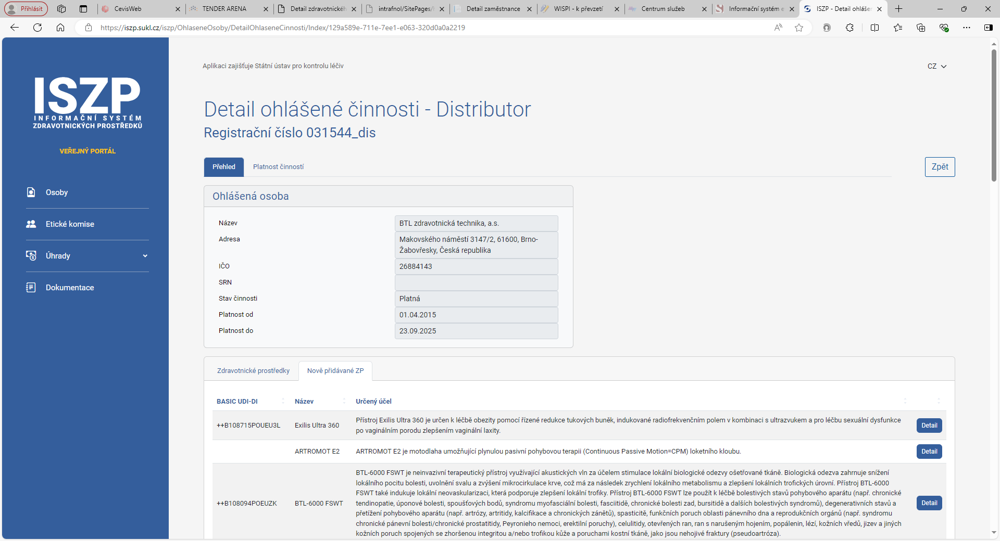 Přihlásit
CevisWeb
TENDER ARENA
Detail zdravotnickéh
intrafnol/SitePages/
Detail zaměstnance
WISPI - k převzetí
Centrum služeb
Informační systém e
ISZP - Detail ohlášen
https://iszp.sukl.cz/iszp/OhlaseneOsoby/DetailOhlaseneCinnosti/Index/129a589e-711e-7ee1-e063-320d0a0a2219
ISZP
INFORMAČNÍ SYSTÉM
ZDRAVOTNICKÝCH PROSTŘEDKŮ
VEŘEJNÝ PORTÁL
Osoby
Etické komise
Úhrady
Dokumentace
Aplikaci zajišťuje Státní ústav pro kontrolu léčiv
CZ
Detail ohlášené činnosti - Distributor
Registrační číslo 031544_dis
Přehled
Platnost činností
Zpět
Ohlášená osoba
Název
BTL zdravotnická technika, a.s.
Adresa
Makovského náměstí 3147/2, 61600, Brno-
Žabovřesky, Česká republika
IČO
26884143
SRN
Stav činnosti
Platná
Platnost od
01.04.2015
Platnost do
23.09.2025
Zdravotnické prostředky
Nově přidávané ZP
BASIC UDI-DI
Název
Určený účel
++B108715POUEU3L
Exilis Ultra 360
Přístroj Exilis Ultra 360 je určen k léčbě obezity pomocí řízené redukce tukových buněk, indukované radiofrekvenčním polem v kombinaci s ultrazvukem a pro léčbu sexuální dysfunkce
po vaginálním porodu zlepšením vaginální laxity.
Detail
ARTROMOT E2
ARTROMOT E2 je motodlaha umožňující plynulou pasivní pohybovou terapii (Continuous Passive Motion=CPM) loketního kloubu.
Detail
++B108094POEUZK
BTL-6000 FSWT
BTL-6000 FSWT je neinvazivní terapeutický přístroj využívající akustických vln za účelem stimulace lokální biologické odezvy ošetřované tkáně. Biologická odezva zahrnuje snížení
lokálního pocitu bolesti, uvolnění svalu a zvýšení mikrocirkulace krve, což má za následek zrychlení lokálního metabolismu a zlepšení lokálních trofických úrovní. Přístroj BTL-6000
FSWT také indukuje lokální neovaskularizaci, která podporuje zlepšení lokální trofiky. Přístroj BTL-6000 FSWT lze použít k léčbě bolestivých stavů pohybového aparátu (např. chronické
tendinopatie, úponové bolesti, spoušťových bodů, syndromu myofasciální bolesti, fasciitidě, chronické bolesti zad, bursitidě a dalších bolestivých syndromů), degenerativních stavů a
přetížení pohybového aparátu (např. artrózy, artritidy, kalcifikace a chronických zánětů), spasticitě, funkčních poruch oblasti pánevního dna a reprodukčních orgánů (např. syndromu
chronické pánevní bolesti/chronické prostatitidy, Peyronieho nemoci, erektilní poruchy), celulitidy, otevřených ran, ran s narušeným hojením, popálenin, lézí, kožních vředů, jizev a jiných
kožních poruch spojených se zhoršenou integritou a/nebo trofikou kůže a poruchami kostní tkáně, jako jsou nehojivé fraktury (pseudoartróza).
Detail